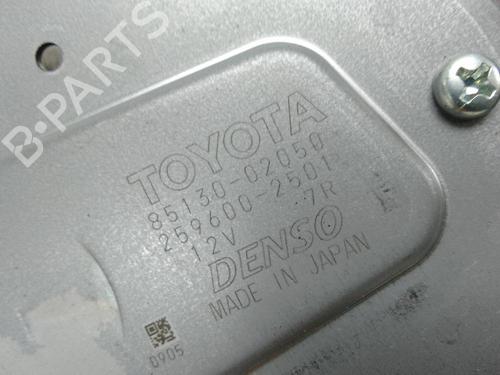 B-PARTS
TOYOTA
85130-02050
259600-2501
12V 7R
DENSO
MADE IN JAPAN
0905